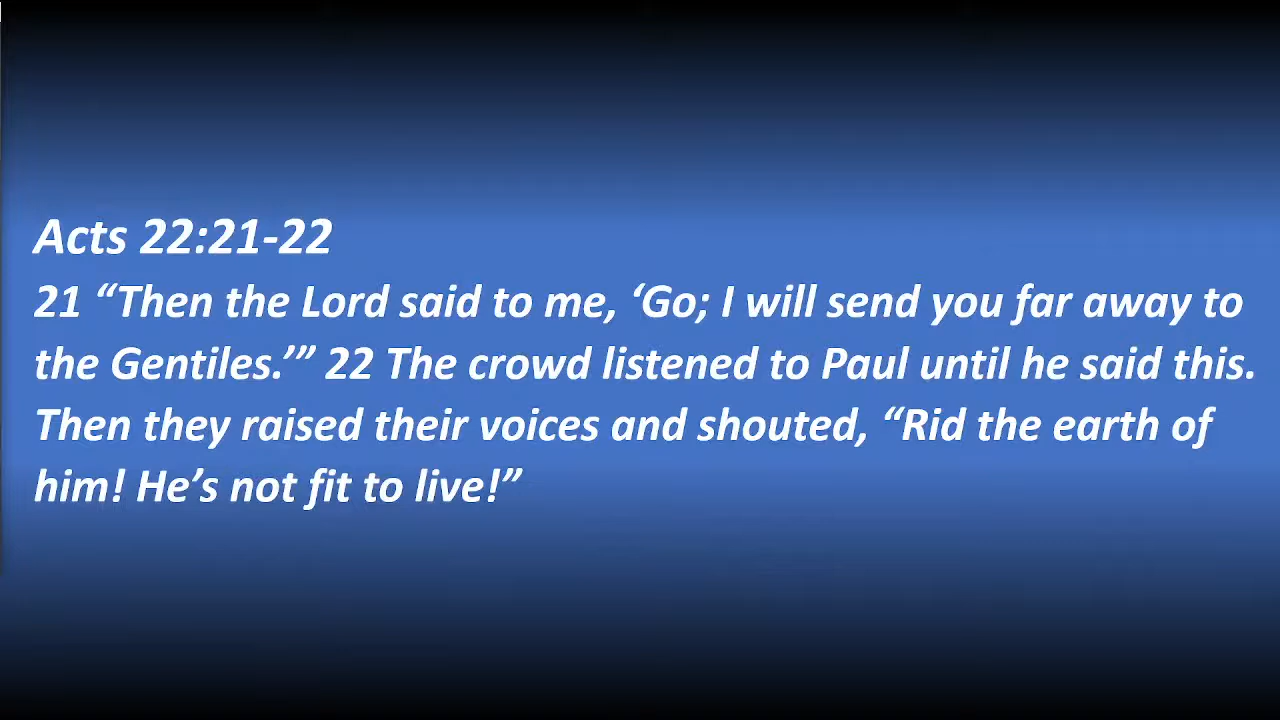 Acts 22:21-22
21 “Then the Lord said to me, ‘Go; I will send you far away to
the Gentiles.’” 22 The crowd listened to Paul until he said this.
Then they raised their voices and shouted, “Rid the earth of
him! He’s not fit to live!”